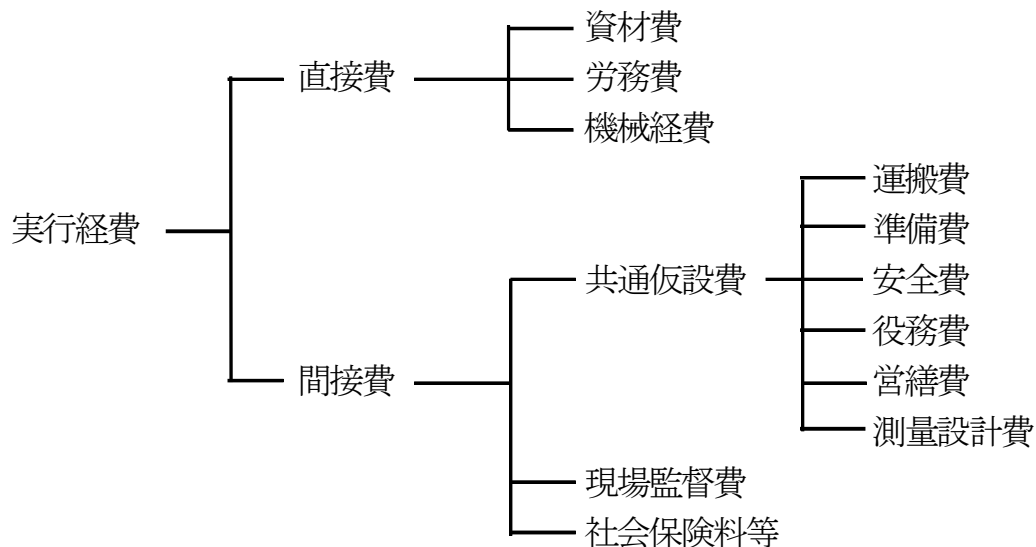 実行経費
直接費
資材費
労務費
機械経費
間接費
共通仮設費
運搬費
準備費
安全費
役務費
営繕費
測量設計費
現場監督費
社会保険料等